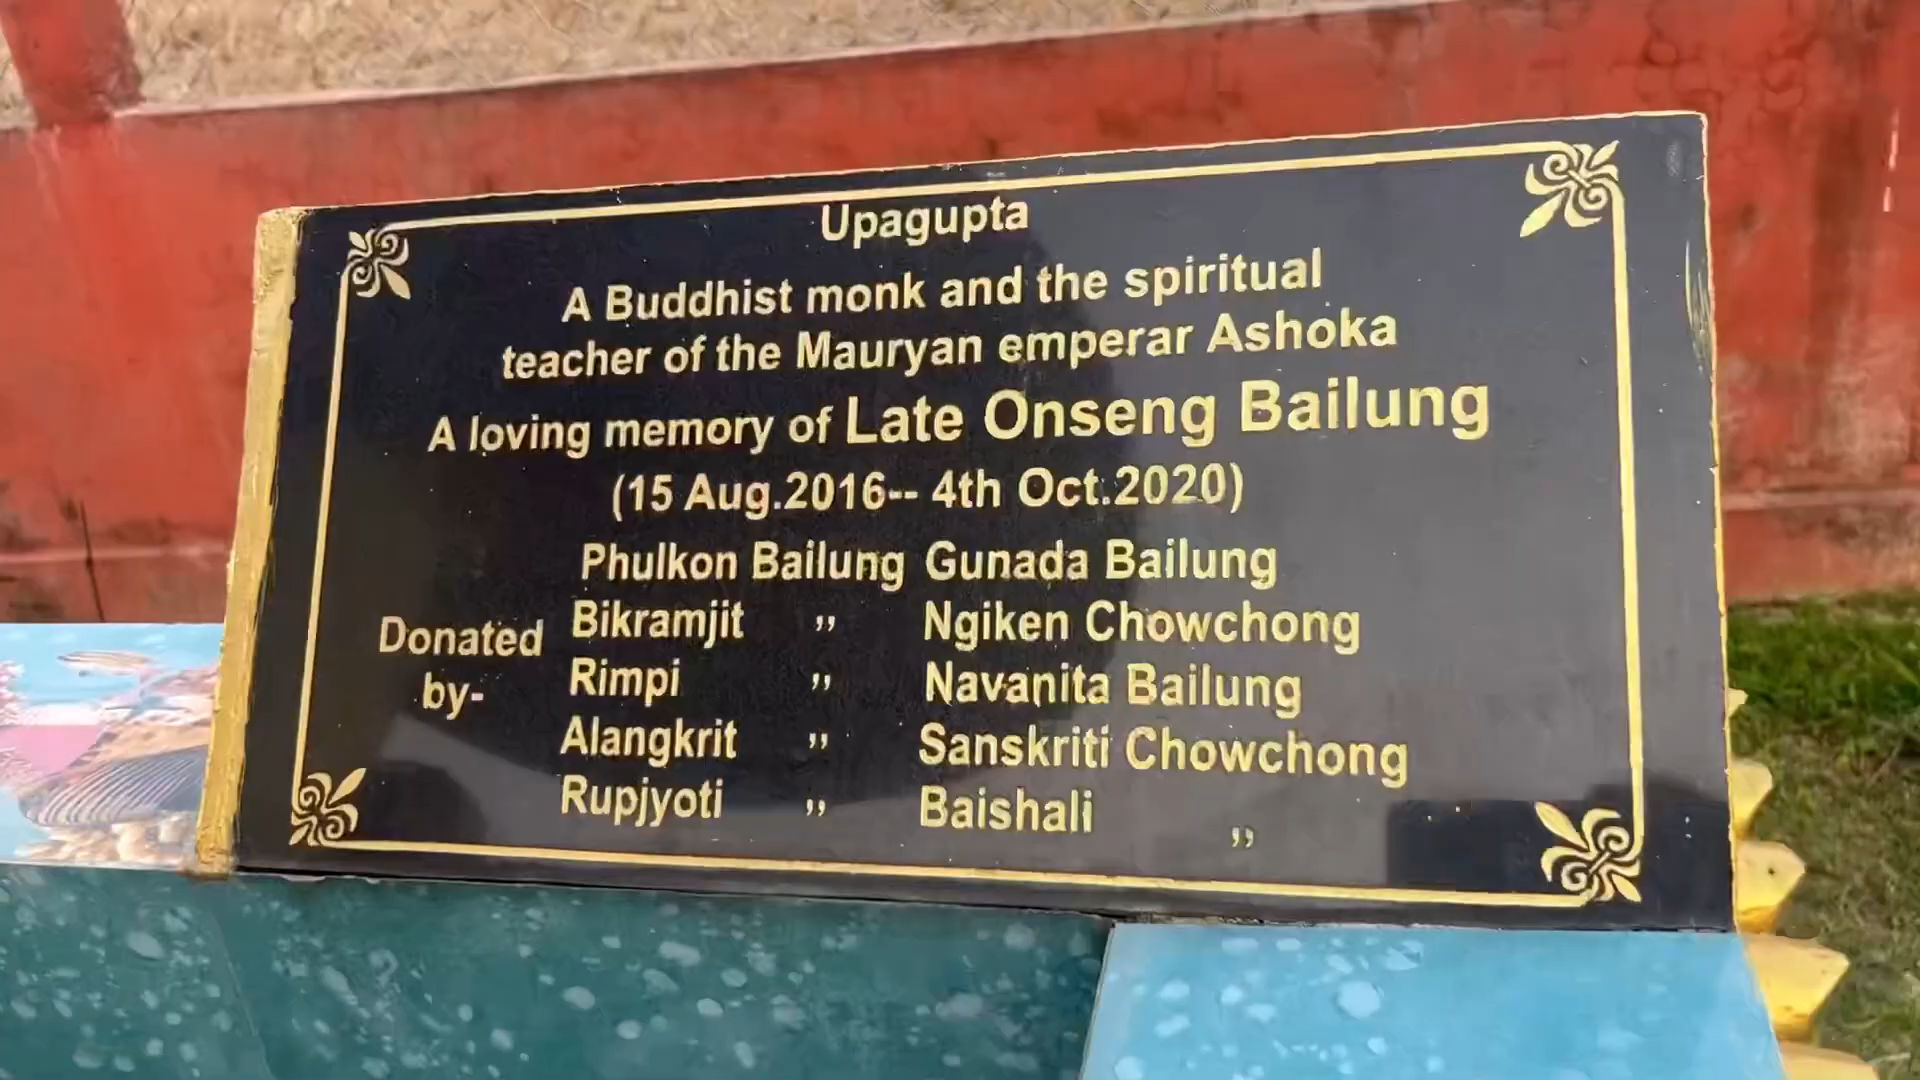 Upagupta
A Buddhist monk and the spiritual
teacher of the Mauryan emperar Ashoka
A loving memory of Late Onseng Bailung
(15 Aug.2016-- 4th Oct.2020)
Donated by-
Phulkon Bailung Gunada Bailung
Bikramjit ,, Ngiken Chowchong
Rimpi ,, Navanita Bailung
Alangkrit ,, Sanskriti Chowchong
Rupjyoti ,, Baishali ,,